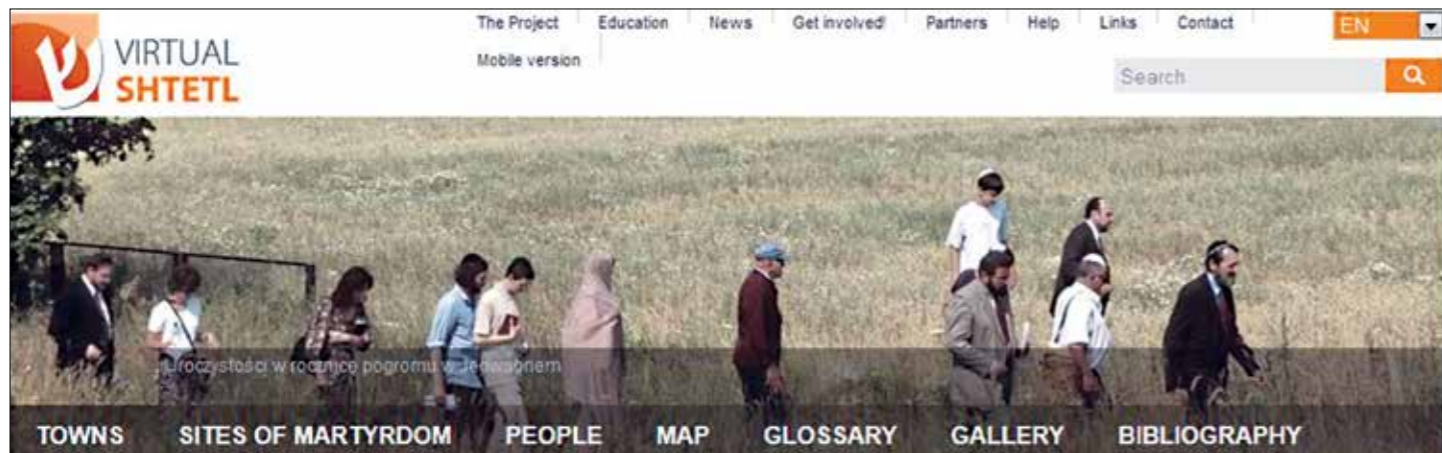 ש
VIRTUAL
SHTETL
The Project Education News Get involved! Partners Help Links Contact
Mobile version
EN
Search
Uroczystości w rocznicę pogromu w Jedwabnem
TOWNS SITES OF MARTYRDOM PEOPLE MAP GLOSSARY GALLERY BIBLIOGRAPHY